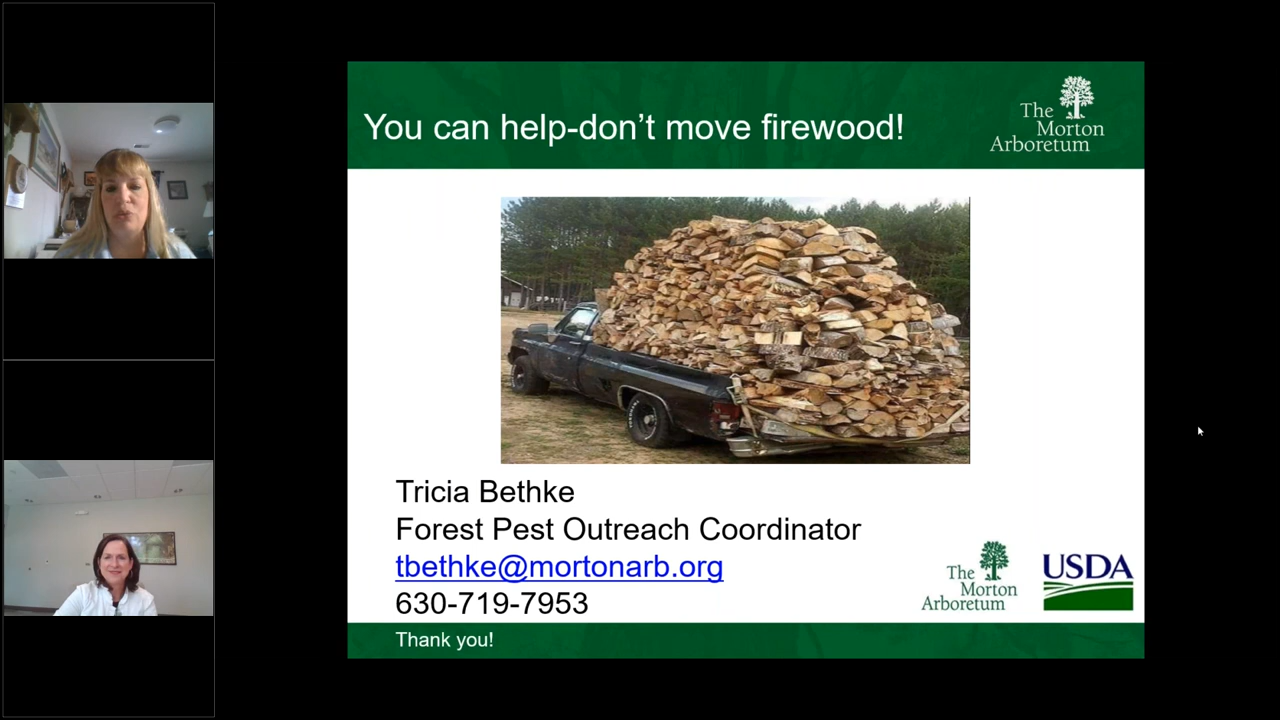 You can help-don't move firewood!
The
Morton
Arboretum
Tricia Bethke
Forest Pest Outreach Coordinator
tbethke@mortonarb.org
630-719-7953
The
Morton
Arboretum
USDA
Thank you!